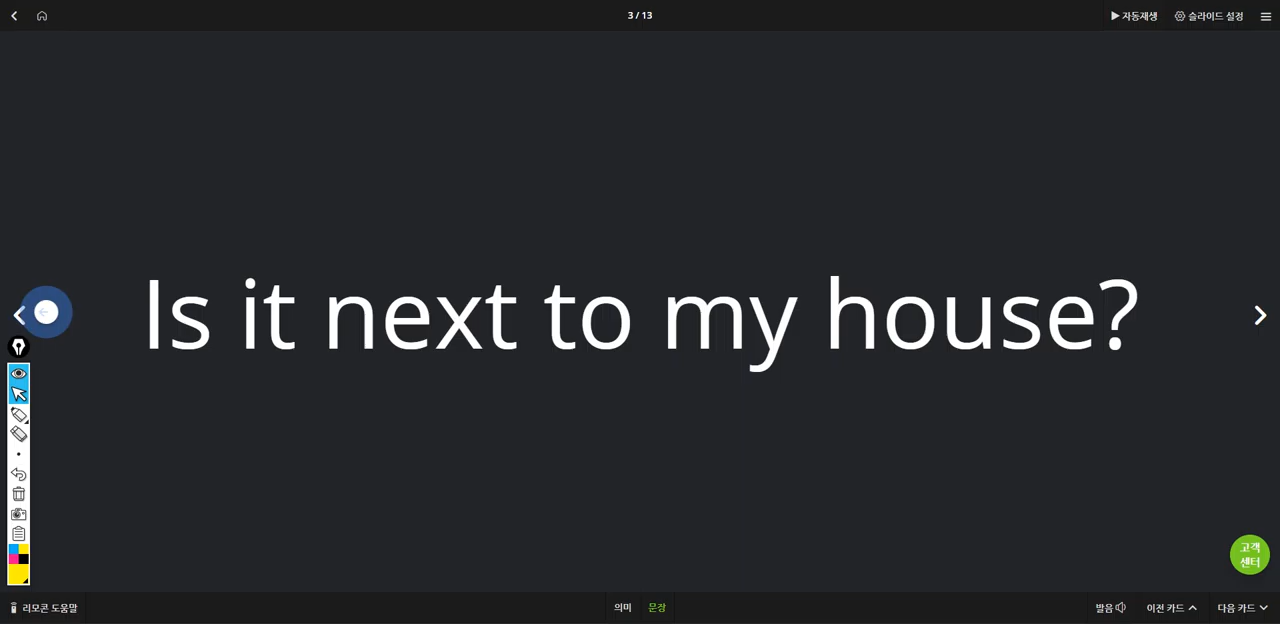 3 / 13
자동재생
슬라이드 설정
Is it next to my house?
고객
센터
리모콘 도움말
의미
문장
발음
이전 카드
다음 카드